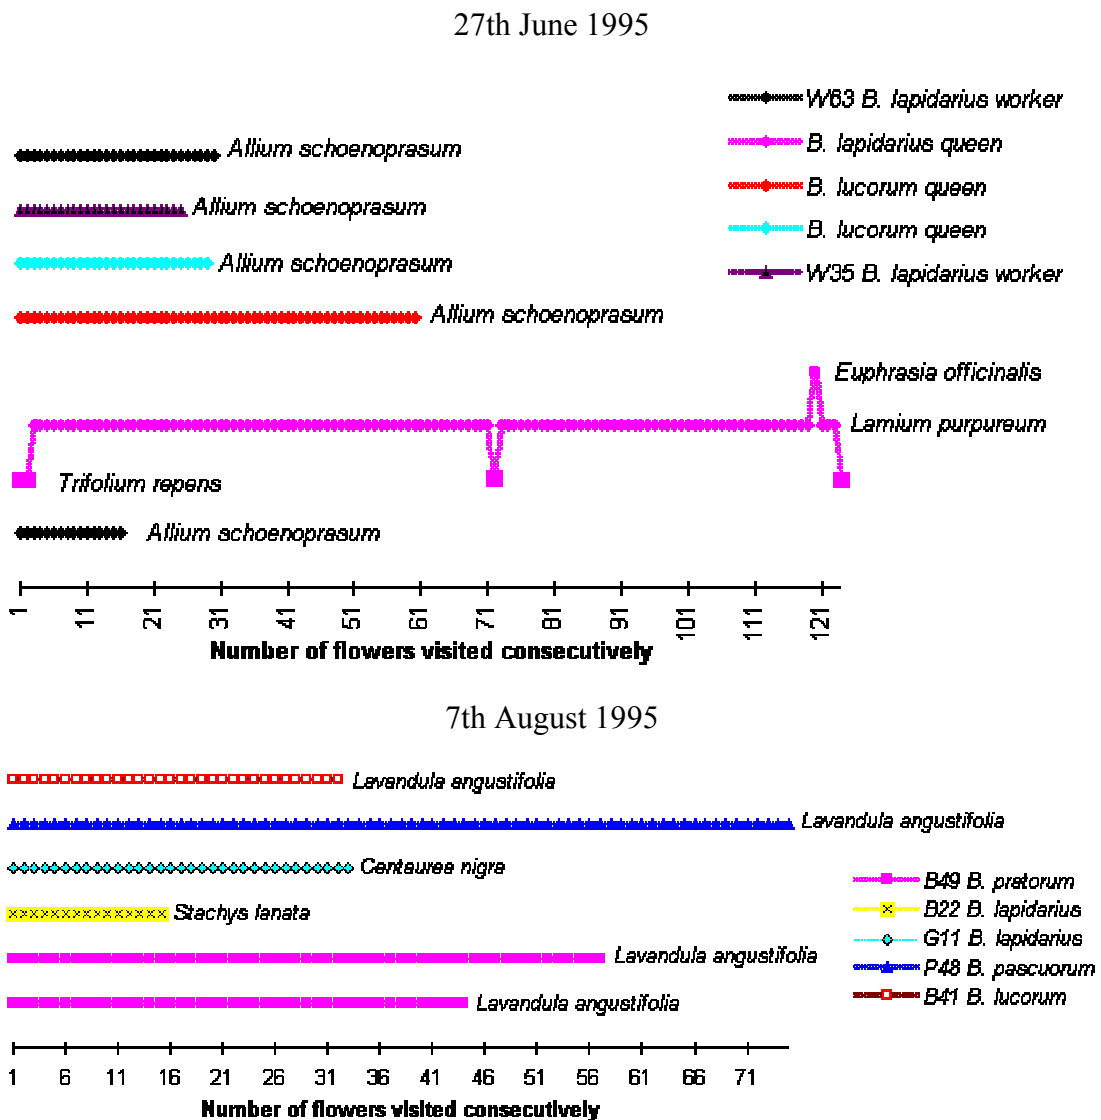 27th June 1995
W63 B. lapidarius worker
B. lapidarius queen
B. lucorum queen
B. lucorum queen
W35 B. lapidarius worker
Allium schoenoprasum
Allium schoenoprasum
Allium schoenoprasum
Allium schoenoprasum
Euphrasia officinalis
Lamium purpureum
Trifolium repens
Allium schoenoprasum
1 11 21 31 41 51 61 71 81 91 101 111 121
Number of flowers visited consecutively
7th August 1995
Lavandula angustifolia
Lavandula angustifolia
Centaurea nigra
Stachys lanata
Lavandula angustifolia
Lavandula angustifolia
B49 B. pratorum
B22 B. lapidarius
G11 B. lapidarius
P48 B. pascuorum
B41 B. lucorum
1 6 11 16 21 26 31 36 41 46 51 56 61 66 71
Number of flowers visited consecutively